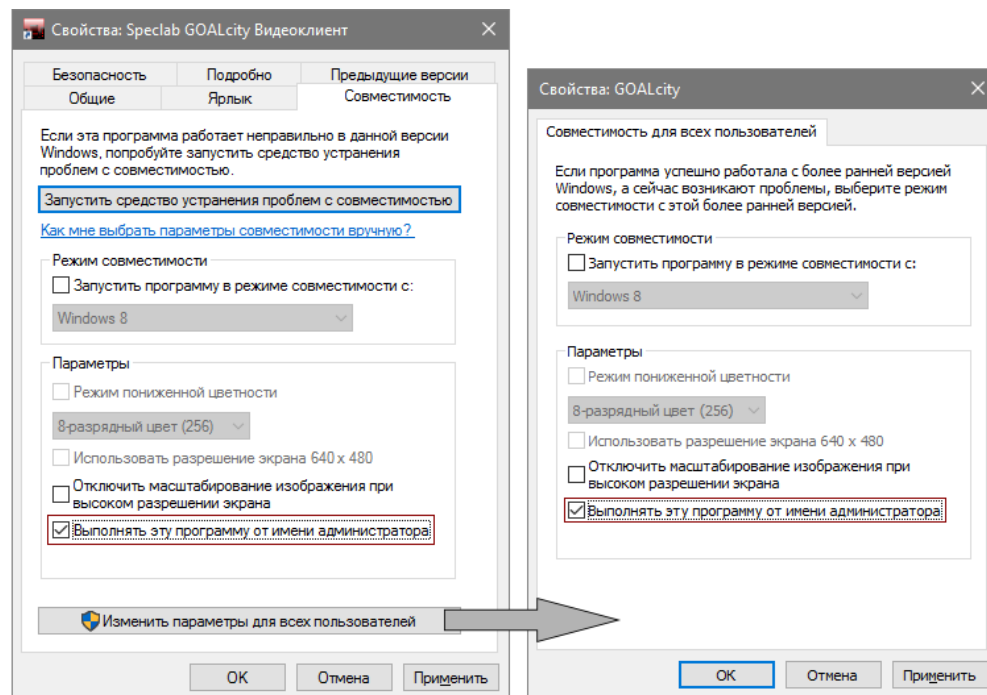 Свойства: Speclab GOALcity Видеоклиент
Безопасность
Подробно
Предыдущие версии
Общие
Ярлык
Совместимость
Если эта программа работает неправильно в данной версии
Windows, попробуйте запустить средство устранения
проблем с совместимостью.
Запустить средство устранения проблем с совместимостью
Как мне выбрать параметры совместимости вручную?
Режим совместимости
Запустить программу в режиме совместимости с:
Windows 8
Параметры
Режим пониженной цветности
8-разрядный цвет (256)
Использовать разрешение экрана 640 x 480
Отключить масштабирование изображения при
высоком разрешении экрана
Выполнять эту программу от имени администратора
Изменить параметры для всех пользователей
ОК
Отмена
Применить
Свойства: GOALcity
Совместимость для всех пользователей
Если программа успешно работала с более ранней версией
Windows, а сейчас возникают проблемы, выберите режим
совместимости с этой более ранней версией.
Режим совместимости
Запустить программу в режиме совместимости с:
Windows 8
Параметры
Режим пониженной цветности
8-разрядный цвет (256)
Использовать разрешение экрана 640 x 480
Отключить масштабирование изображения при
высоком разрешении экрана
Выполнять эту программу от имени администратора
ОК
Отмена
Применить